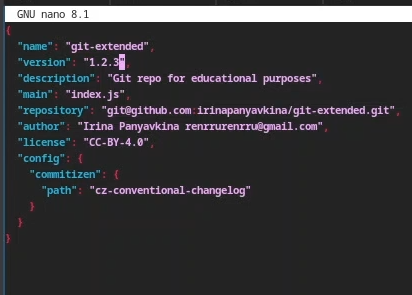 GNU nano 8.1
{
  "name": "git-extended",
  "version": "1.2.3",
  "description": "Git repo for educational purposes",
  "main": "index.js",
  "repository": "git@github.com:irinapanyavkina/git-extended.git",
  "author": "Irina Panyavkina renrrurenrru@gmail.com",
  "license": "CC-BY-4.0",
  "config": {
    "commitizen": {
      "path": "cz-conventional-changelog"
    }
  }
}